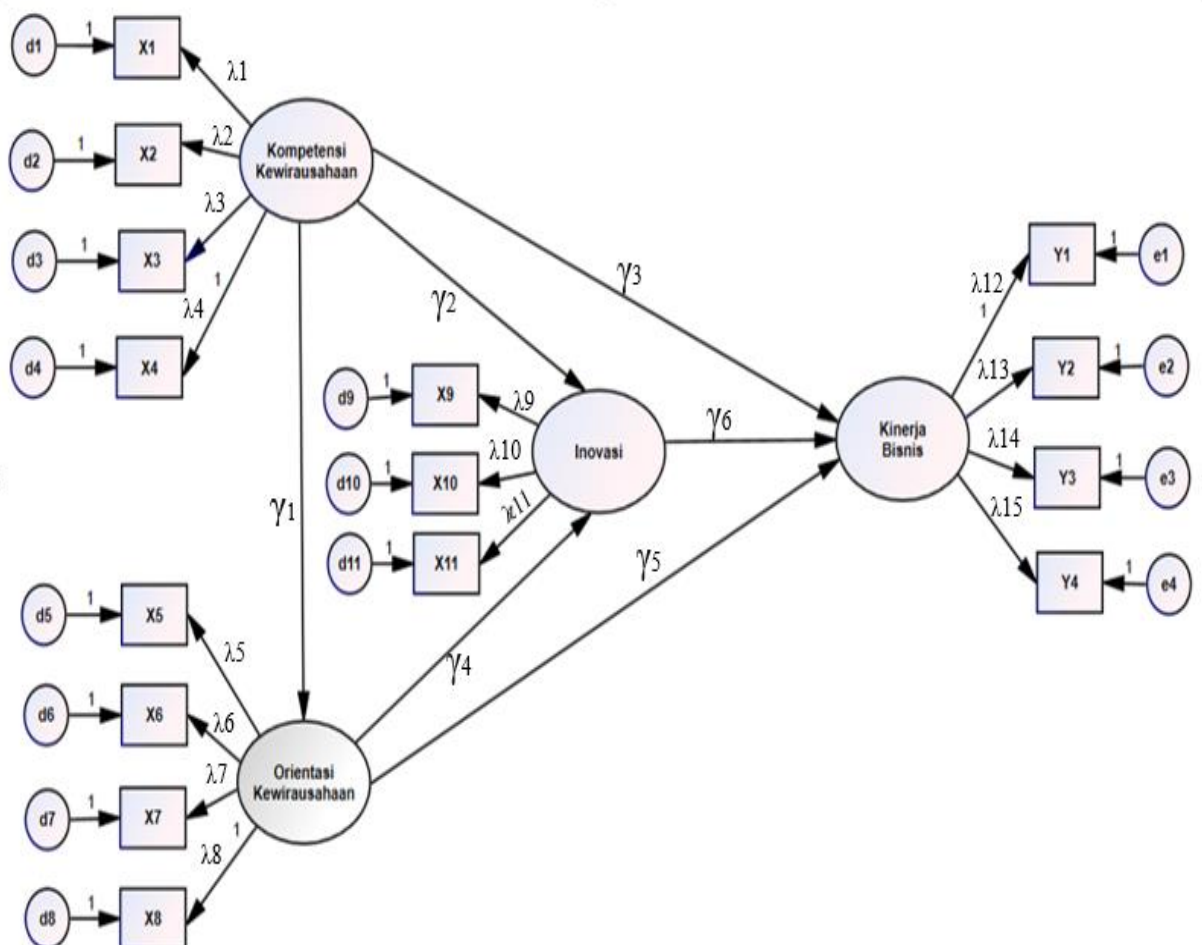 d1
1
X1
λ1
d2
1
X2
λ2
Kompetensi
Kewirausahaan
λ3
d3
1
X3
1
λ4
d4
1
X4
γ3
γ2
γ1
d9
1
X9
λ9
d10
1
X10
λ10
d11
1
X11
Inovasi
γ6
γ5
γ4
Kinerja
Bisnis
λ12
1
Y1
1
e1
λ13
Y2
1
e2
λ14
Y3
1
e3
λ15
Y4
1
e4
d5
1
X5
λ5
d6
1
X6
λ6
Orientasi
Kewirausahaan
λ7
d7
1
X7
1
λ8
d8
1
X8